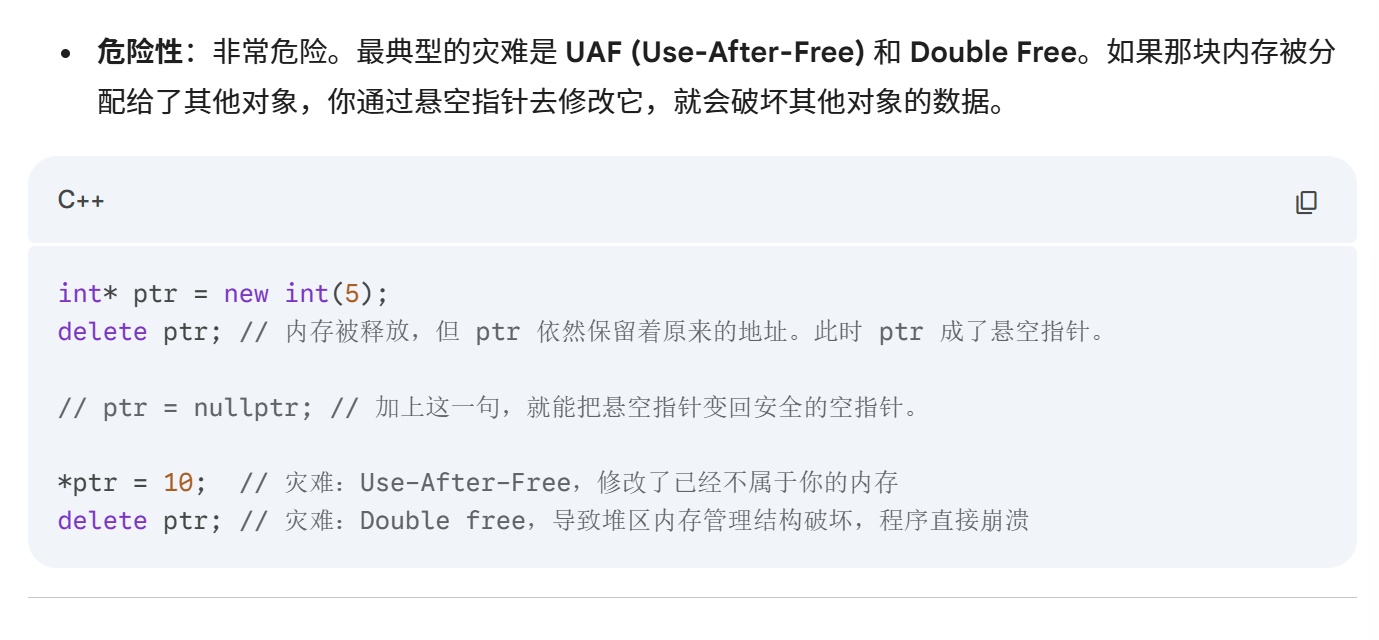 • 危险性：非常危险。最典型的灾难是 UAF (Use-After-Free) 和 Double Free。如果那块内存被分
配给了其他对象，你通过悬空指针去修改它，就会破坏其他对象的数据。
C++
int* ptr = new int(5);
delete ptr; // 内存被释放，但 ptr 依然保留着原来的地址。此时 ptr 成了悬空指针。
// ptr = nullptr; // 加上这一句，就能把悬空指针变回安全的空指针。
*ptr = 10;  // 灾难：Use-After-Free，修改了已经不属于你的内存
delete ptr; // 灾难：Double free，导致堆区内存管理结构破坏，程序直接崩溃